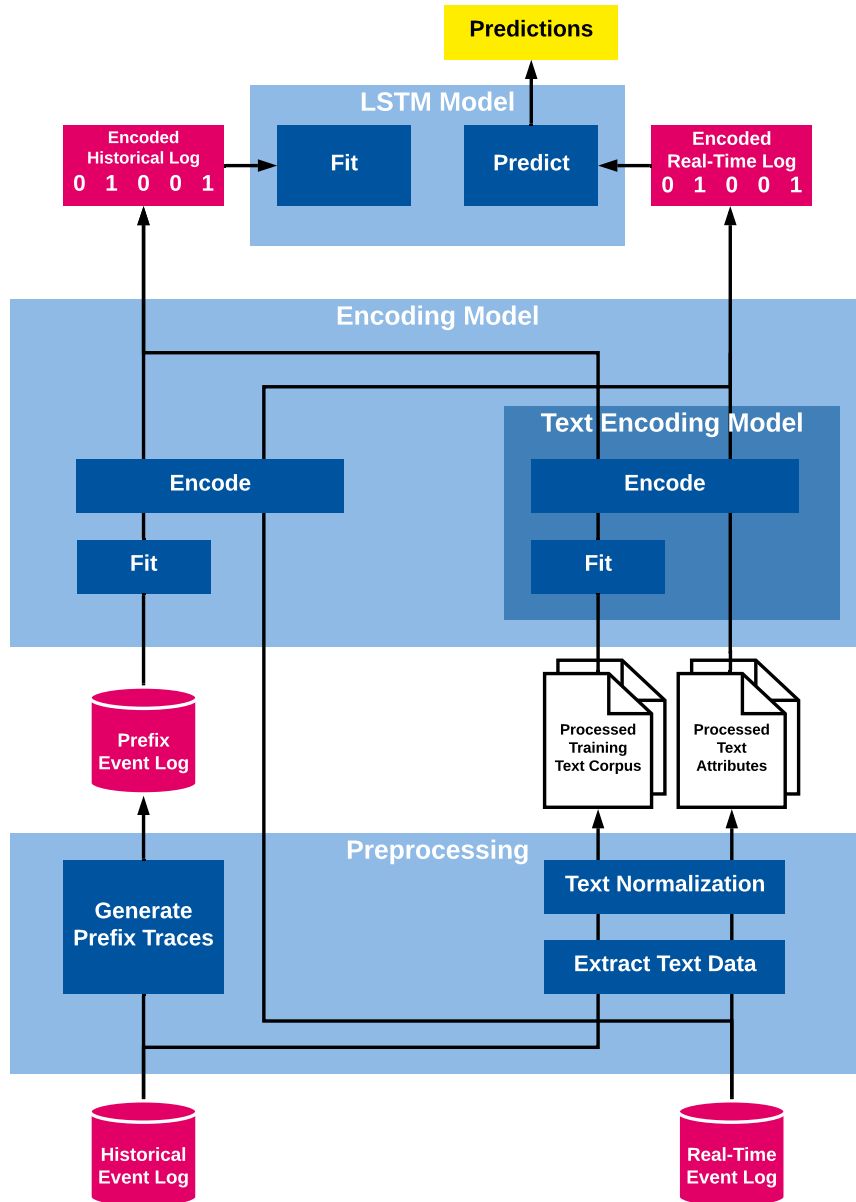 Predictions
LSTM Model
Encoded
Historical Log
0 1 0 0 1
Fit
Predict
Encoded
Real-Time Log
0 1 0 0 1
Encoding Model
Text Encoding Model
Encode
Encode
Fit
Fit
Prefix
Event Log
Processed
Training
Text Corpus
Processed
Text
Attributes
Preprocessing
Generate
Prefix Traces
Text Normalization
Extract Text Data
Historical
Event Log
Real-Time
Event Log